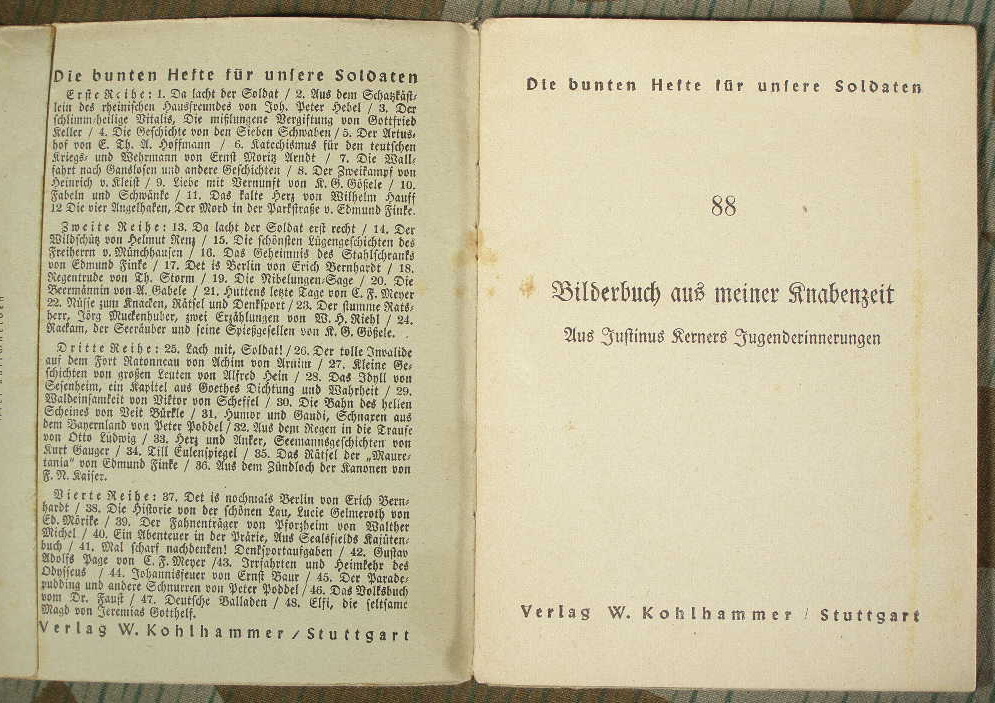 Die bunten Hefte für unsere Soldaten
Erste Reihe: 1. Da lacht der Soldat / 2. Aus dem Schatzkäst-
lein des rheinischen Hausfreundes von Joh. Peter Hebel / 3. Der
schlimm-heilige Vitalis, Die mißlungene Vergiftung von Gottfried
Keller / 4. Die Geschichte von den Sieben Schwaben / 5. Der Artus-
hof von E. Th. A. Hoffmann / 6. Katechismus für den teutschen
Kriegs- und Wehrmann von Ernst Moritz Arndt / 7. Die Wall-
fahrt nach Ganslosen und andere Geschichten / 8. Der Zweikampf von
Heinrich v. Kleist / 9. Liebe mit Vernunft von K. G. Gößele / 10.
Fabeln und Schwänke / 11. Das kalte Herz von Wilhelm Hauff
12 Die vier Angelhaken, Der Mord in der Parkstraße v. Edmund Finke.
Zweite Reihe: 13. Da lacht der Soldat erst recht / 14. Der
Wildschütz von Helmut Renz / 15. Die schönsten Lügengeschichten des
Freiherrn v. Münchhausen / 16. Das Geheimnis des Stahlschranks
von Edmund Finke / 17. Det is Berlin von Erich Bernhardt / 18.
Regentrude von Th. Storm / 19. Die Nibelungen-Sage / 20. Die
Beermännin von A. Gabele / 21. Huttens letzte Tage von C. F. Meyer
22. Nüsse zum Knacken, Rätsel und Denksport / 23. Der stumme Rats-
herr, Jörg Muckenhuber, zwei Erzählungen von W. H. Riehl / 24.
Rackam, der Seeräuber und seine Spießgesellen von K. G. Gößele.
Dritte Reihe: 25. Lach mit, Soldat! / 26. Der tolle Invalide
auf dem Fort Ratonneau von Achim von Arnim / 27. Kleine Ge-
schichten von großen Leuten von Alfred Hein / 28. Das Idyll von
Sesenheim, ein Kapitel aus Goethes Dichtung und Wahrheit / 29.
Waldeinsamkeit von Viktor von Scheffel / 30. Die Bahn des hellen
Scheines von Veit Bürkle / 31. Humor und Gaudi, Schnaxen aus
dem Bayernland von Peter Poddel / 32. Aus dem Regen in die Traufe
von Otto Ludwig / 33. Herz und Anker, Seemannsgeschichten von
Kurt Gauger / 34. Till Eulenspiegel / 35. Das Rätsel der „Maure-
tania“ von Edmund Finke / 36. Aus dem Zündloch der Kanonen von
F. N. Kaiser.
Vierte Reihe: 37. Det is nochmals Berlin von Erich Bern-
hardt / 38. Die Historie von der schönen Lau, Lucie Gelmeroth von
Ed. Mörike / 39. Der Fahnenträger von Pforzheim von Walther
Michel / 40. Ein Abenteuer in der Prärie, Aus Sealsfields Kajüten-
buch / 41. Mal scharf nachdenken! Denksportaufgaben / 42. Gustav
Adolfs Page von C. F. Meyer / 43. Irrfahrten und Heimkehr des
Odysseus / 44. Johannisfeuer von Ernst Baur / 45. Der Parade-
pudding und andere Schnurren von Peter Poddel / 46. Das Volksbuch
vom Dr. Faust / 47. Deutsche Balladen / 48. Elsi, die seltsame
Magd von Jeremias Gotthelf.
Verlag W. Kohlhammer / Stuttgart
Die bunten Hefte für unsere Soldaten
88
Bilderbuch aus meiner Knabenzeit
Aus Justinus Kerners Jugenderinnerungen
Verlag W. Kohlhammer / Stuttgart